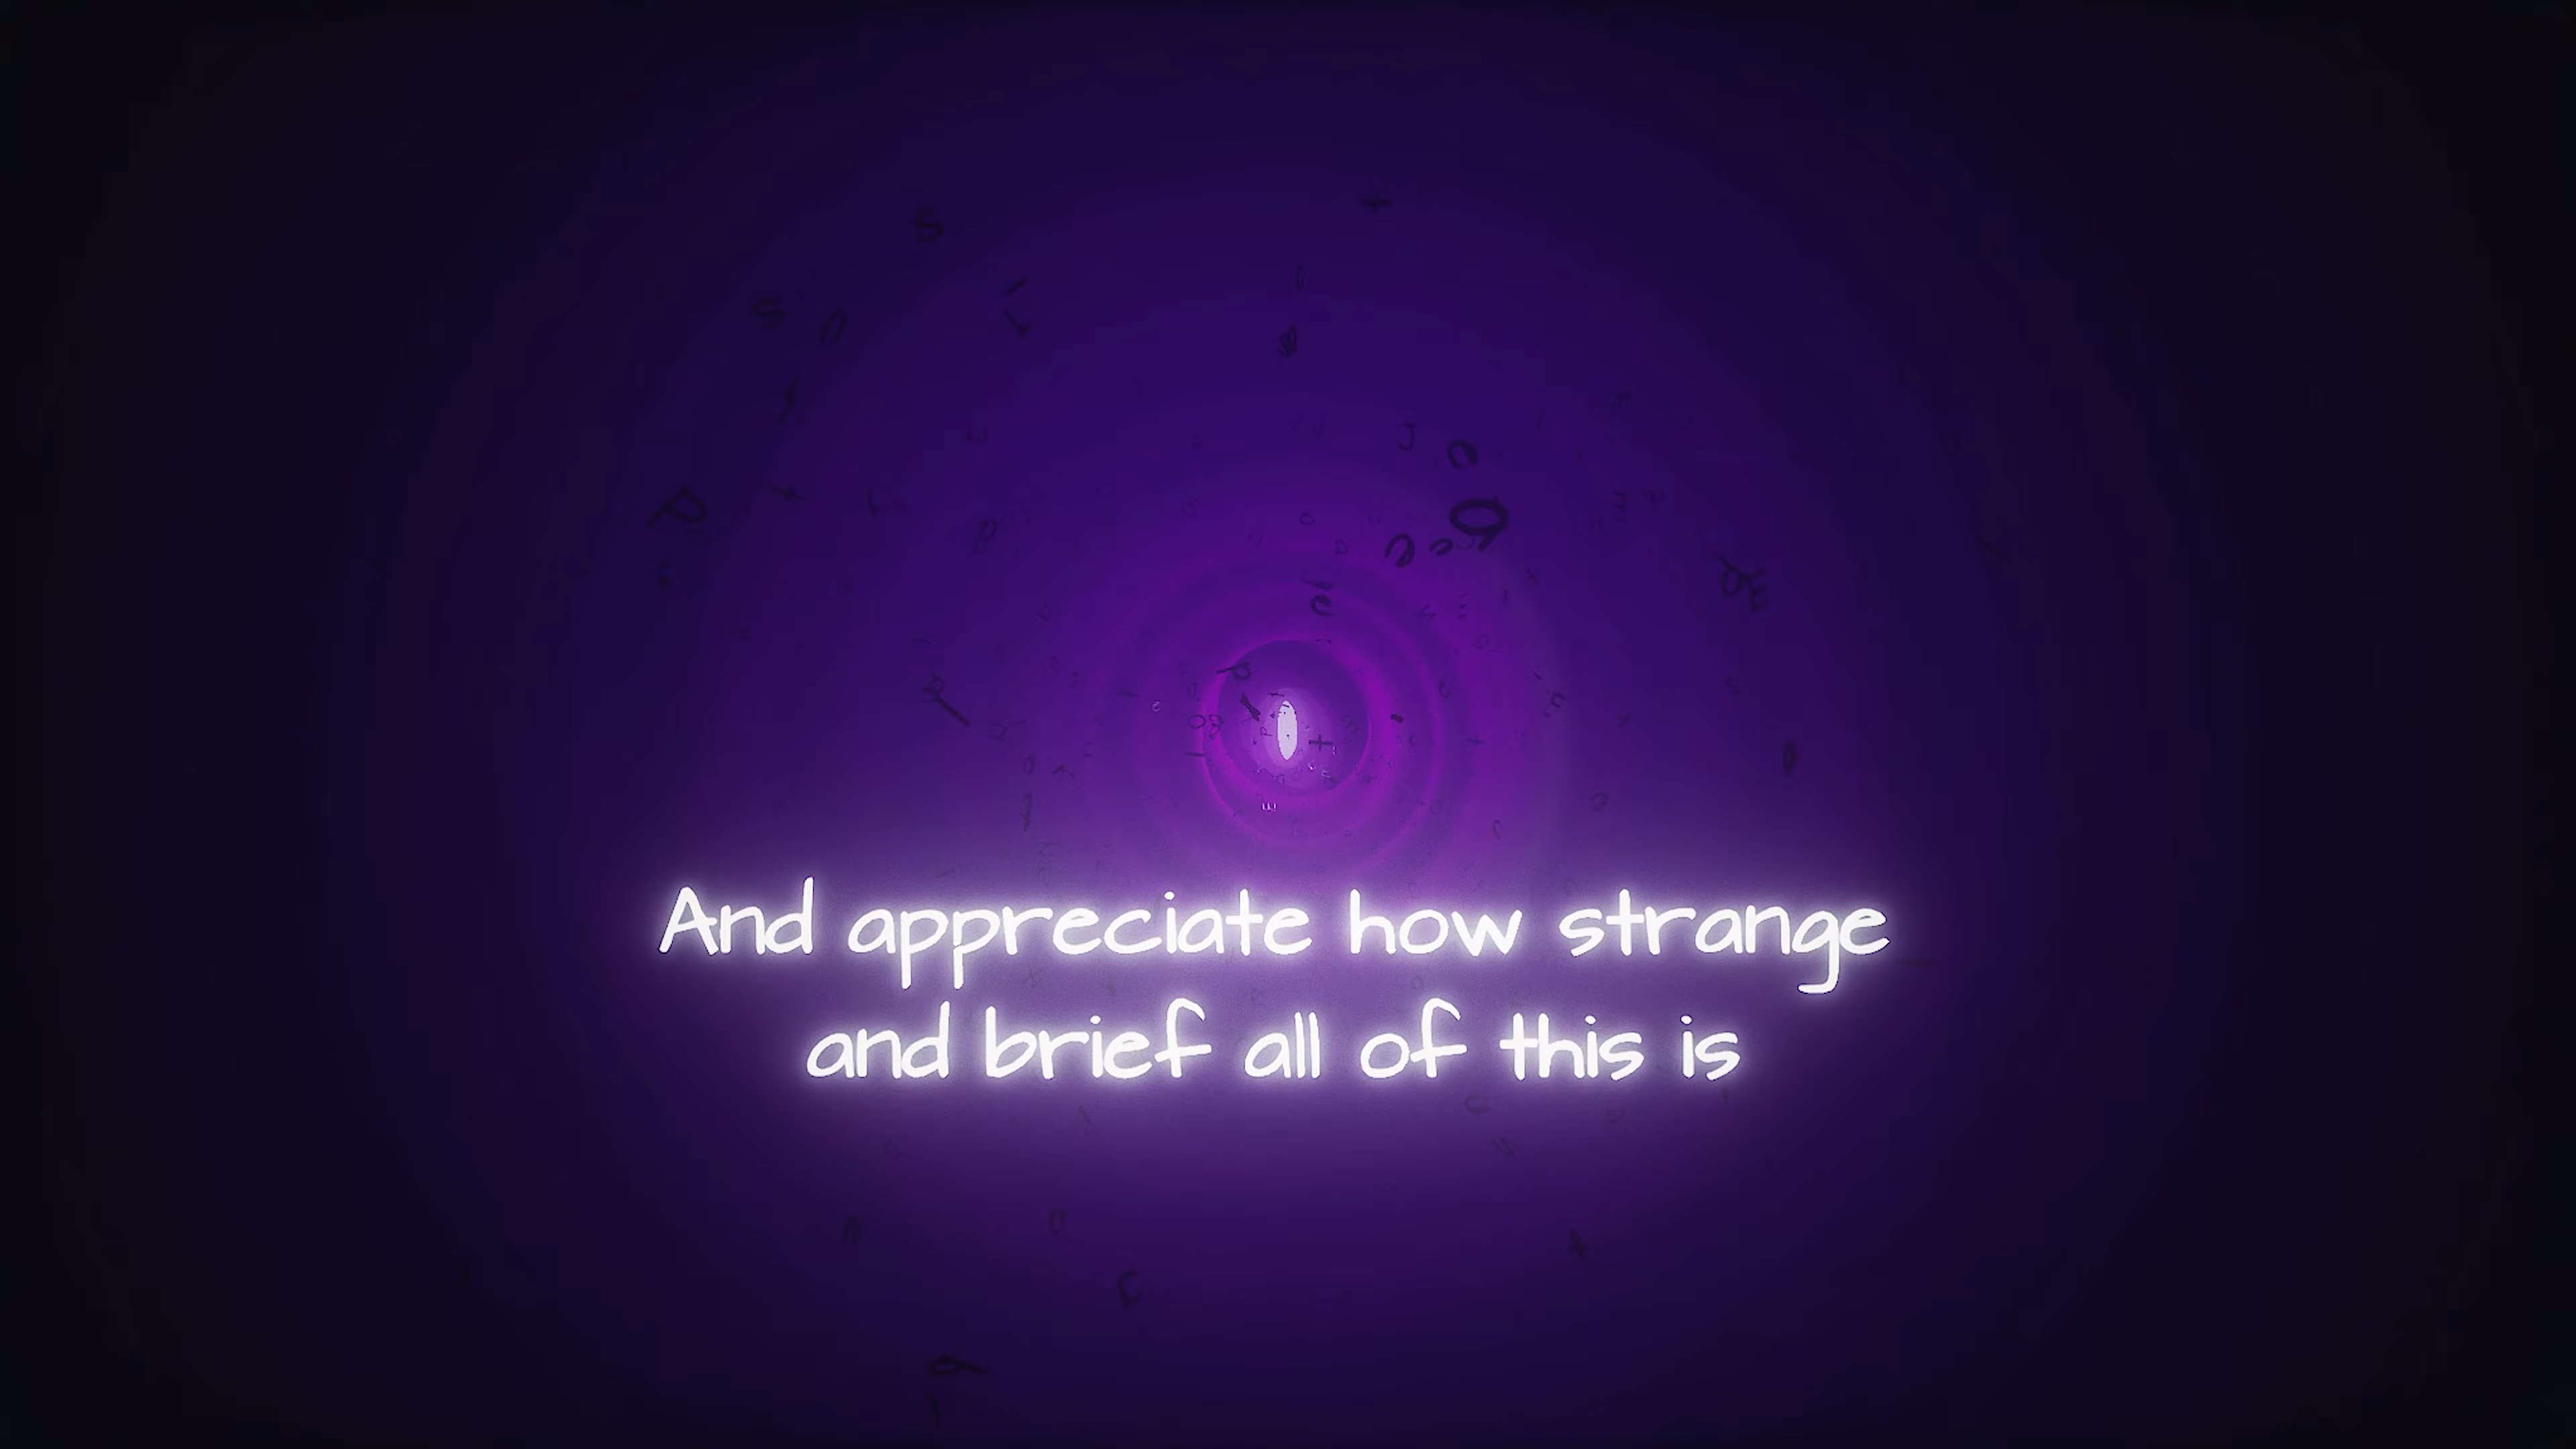 And appreciate how strange
and brief all of this is